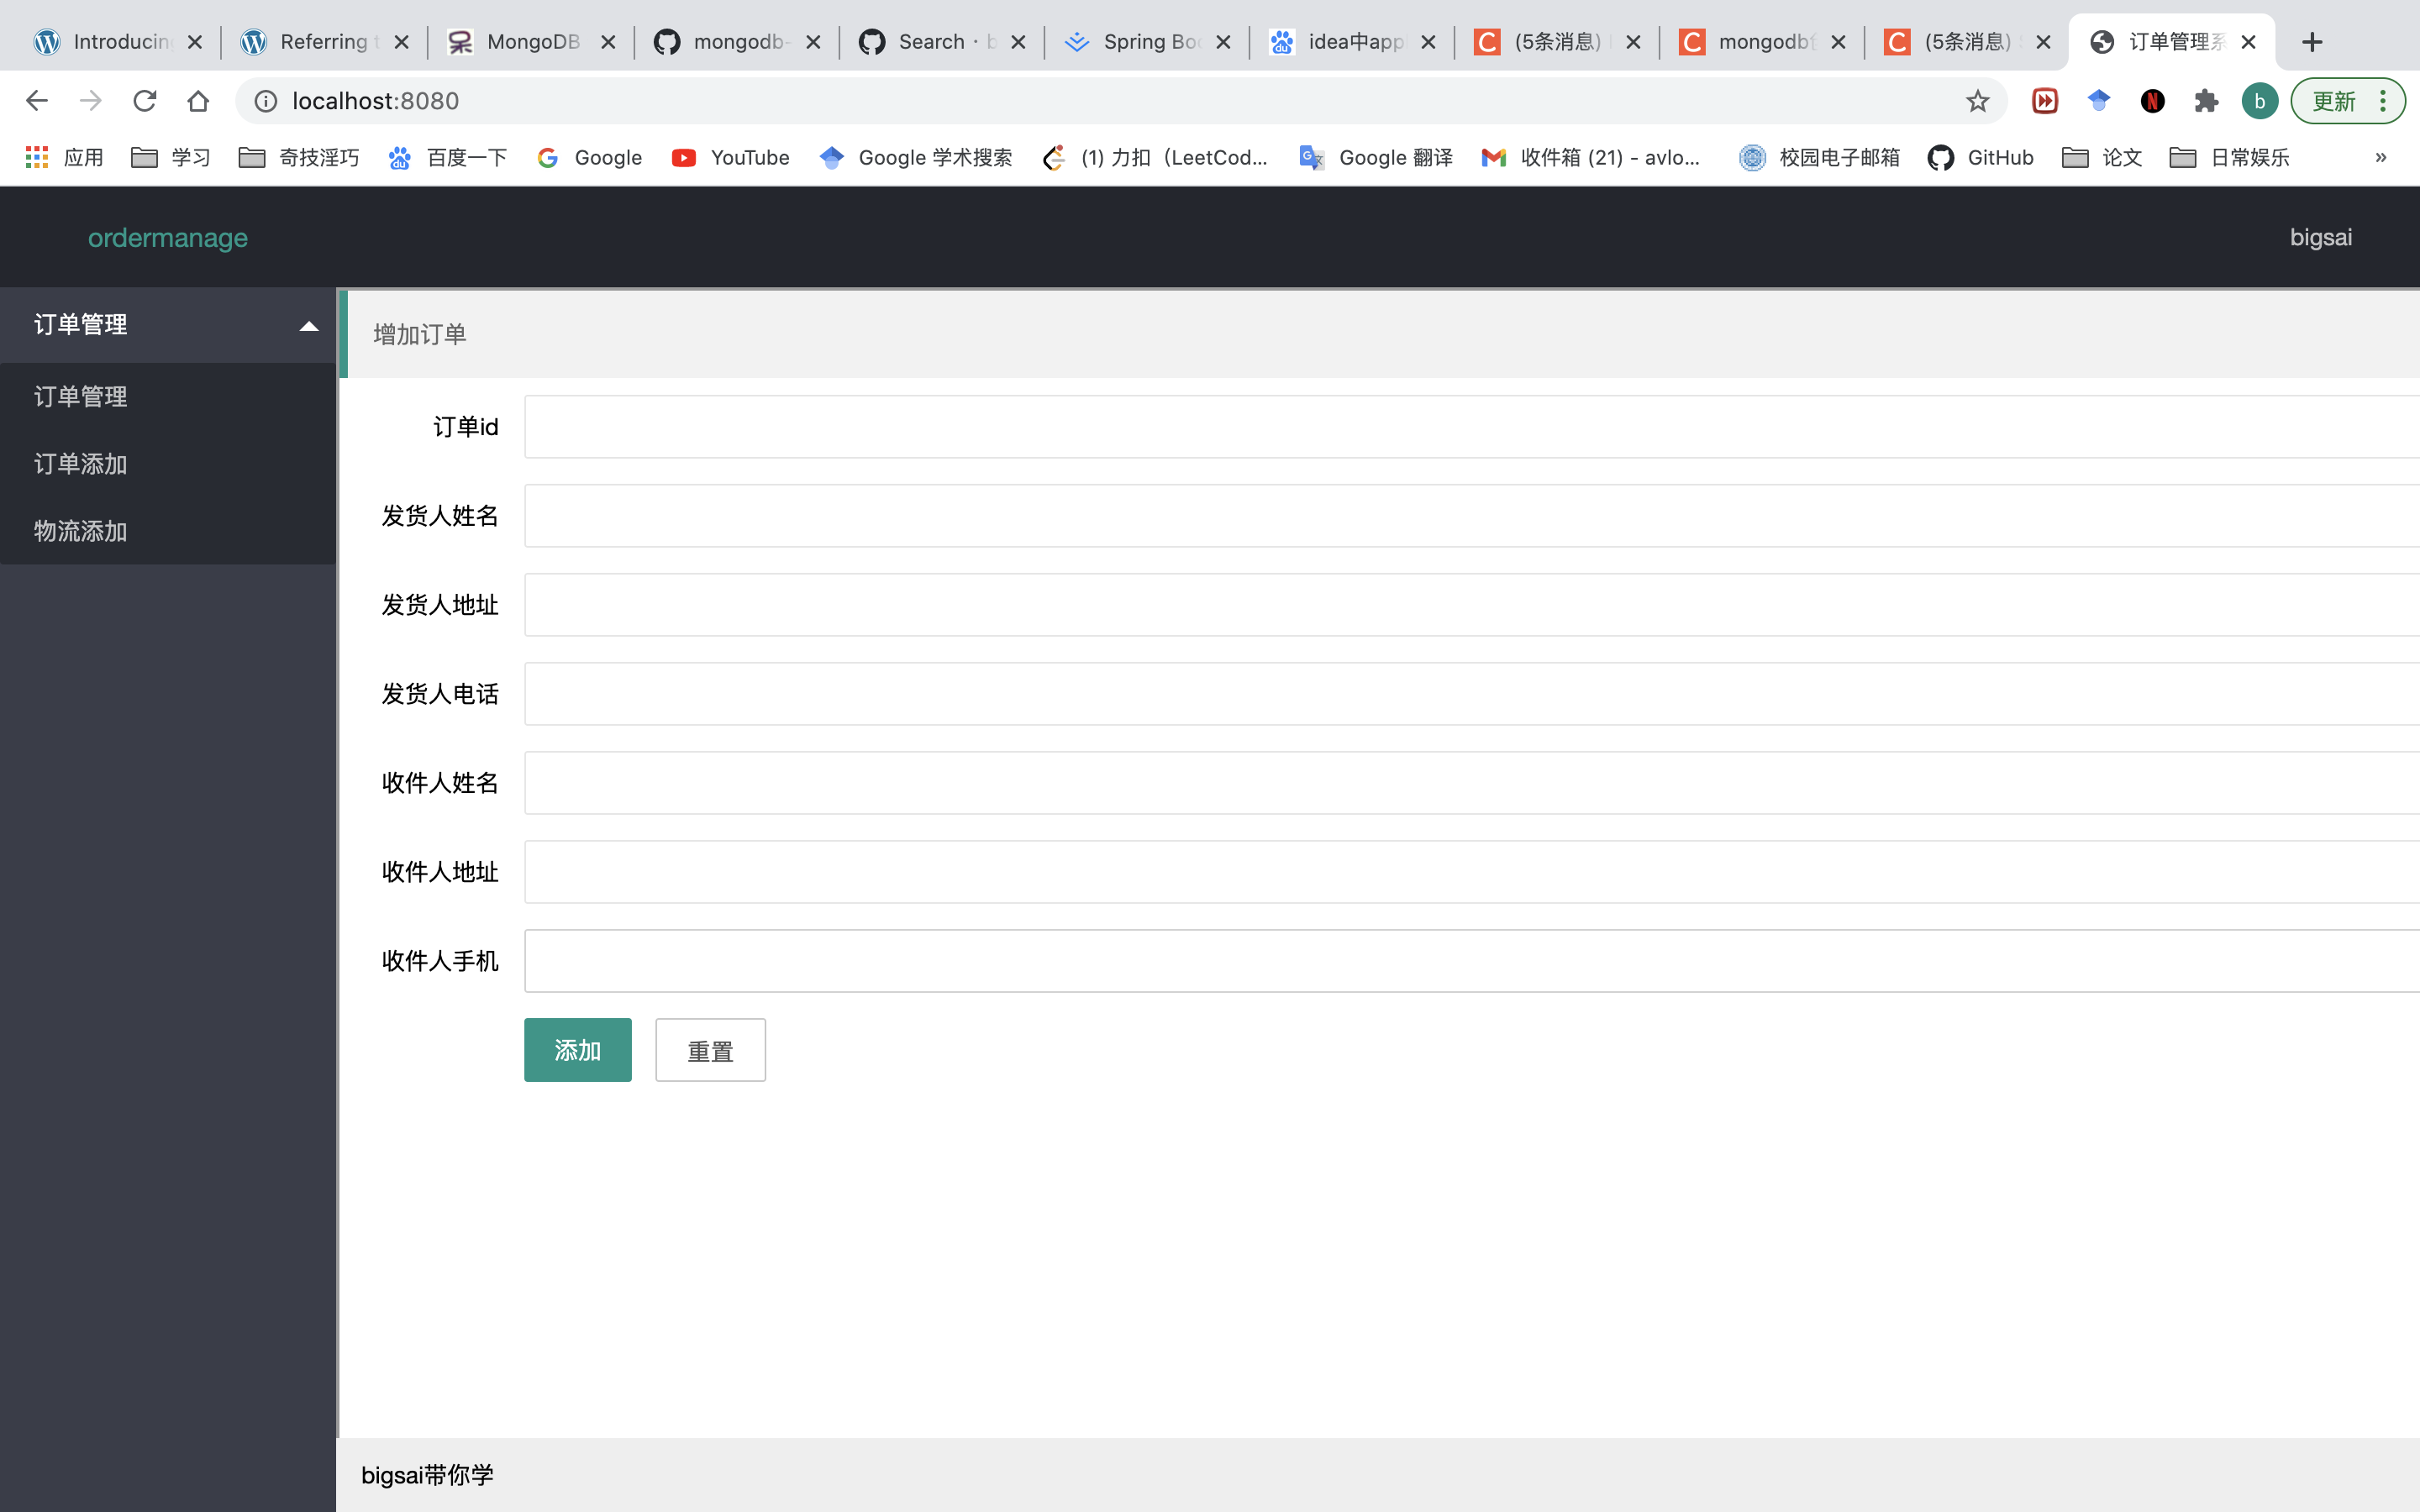 Introducing Referring t MongoDB mongodb- Search · b Spring Boo idea中app (5条消息) mongodb (5条消息) 订单管理系
localhost:8080 b 更新
应用 学习 奇技淫巧 百度一下 Google YouTube Google 学术搜索 (1) 力扣（LeetCod... Google 翻译 收件箱 (21) - avlo... 校园电子邮箱 GitHub 论文 日常娱乐 »
ordermanage bigsai
订单管理
订单管理
订单添加
物流添加
增加订单
订单id
发货人姓名
发货人地址
发货人电话
收件人姓名
收件人地址
收件人手机
添加 重置
bigsai带你学